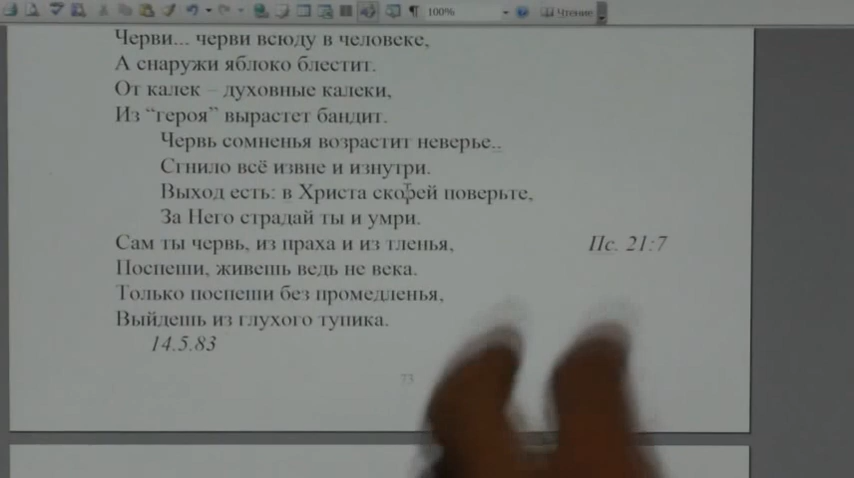 100%
Чтение
Черви... черви всюду в человеке,
А снаружи яблоко блестит.
От калек – духовные калеки,
Из “героя” вырастет бандит.
Червь сомненья возрастит неверье..
Сгнило всё извне и изнутри.
Выход есть: в Христа скорей поверьте,
За Него страдай ты и умри.
Сам ты червь, из праха и из тленья, Пс. 21:7
Поспеши, живешь ведь не века.
Только поспеши без промедленья,
Выйдешь из глухого тупика.
14.5.83
73